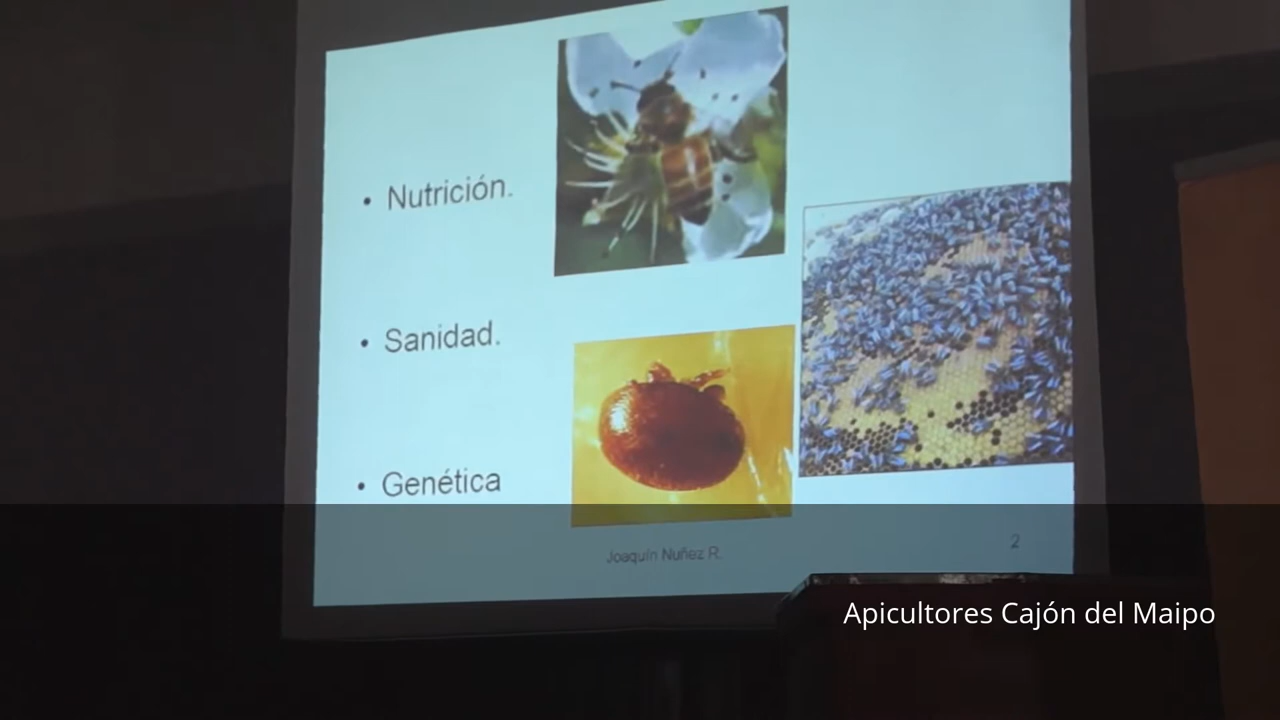 • Nutrición.
• Sanidad.
• Genética
Joaquín Nuñez R.
2
Apicultores Cajón del Maipo